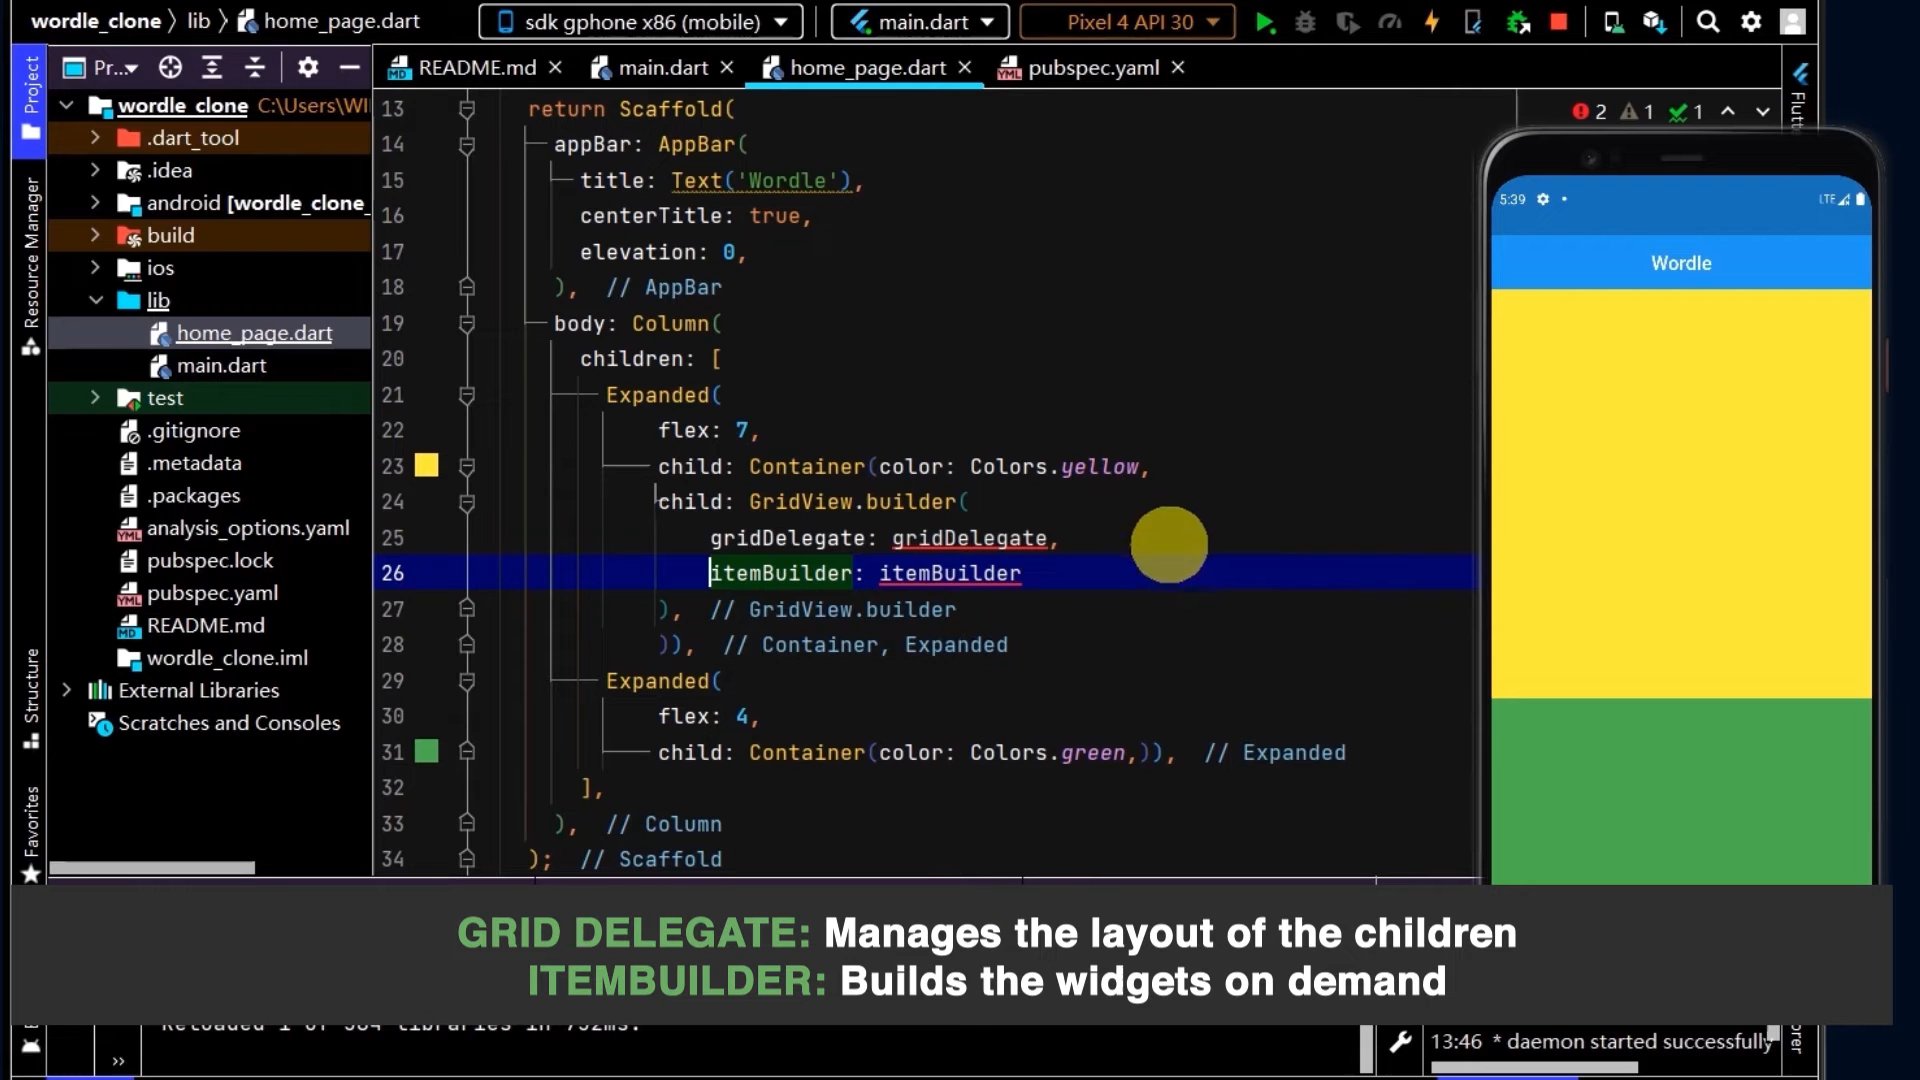 wordle_clone
lib
home_page.dart
sdk gphone x86 (mobile)
main.dart
Pixel 4 API 30
Project
Pr...
README.md
main.dart
home_page.dart
pubspec.yaml
wordle_clone C:\Users\WI
.dart_tool
.idea
android [wordle_clone_
build
ios
lib
home_page.dart
main.dart
test
.gitignore
.metadata
.packages
analysis_options.yaml
pubspec.lock
pubspec.yaml
README.md
wordle_clone.iml
External Libraries
Scratches and Consoles
Resource Manager
Structure
Favorites
13 return Scaffold(
14 appBar: AppBar(
15 title: Text('Wordle'),
16 centerTitle: true,
17 elevation: 0,
18 ), // AppBar
19 body: Column(
20 children: [
21 Expanded(
22 flex: 7,
23 child: Container(color: Colors.yellow,
24 child: GridView.builder(
25 gridDelegate: gridDelegate,
26 itemBuilder: itemBuilder
27 ), // GridView.builder
28 )), // Container, Expanded
29 Expanded(
30 flex: 4,
31 child: Container(color: Colors.green,)), // Expanded
32 ],
33 ), // Column
34 ); // Scaffold
2 1 1
5:39
LTE
Wordle
GRID DELEGATE: Manages the layout of the children
ITEMBUILDER: Builds the widgets on demand
13:46 * daemon started successfully